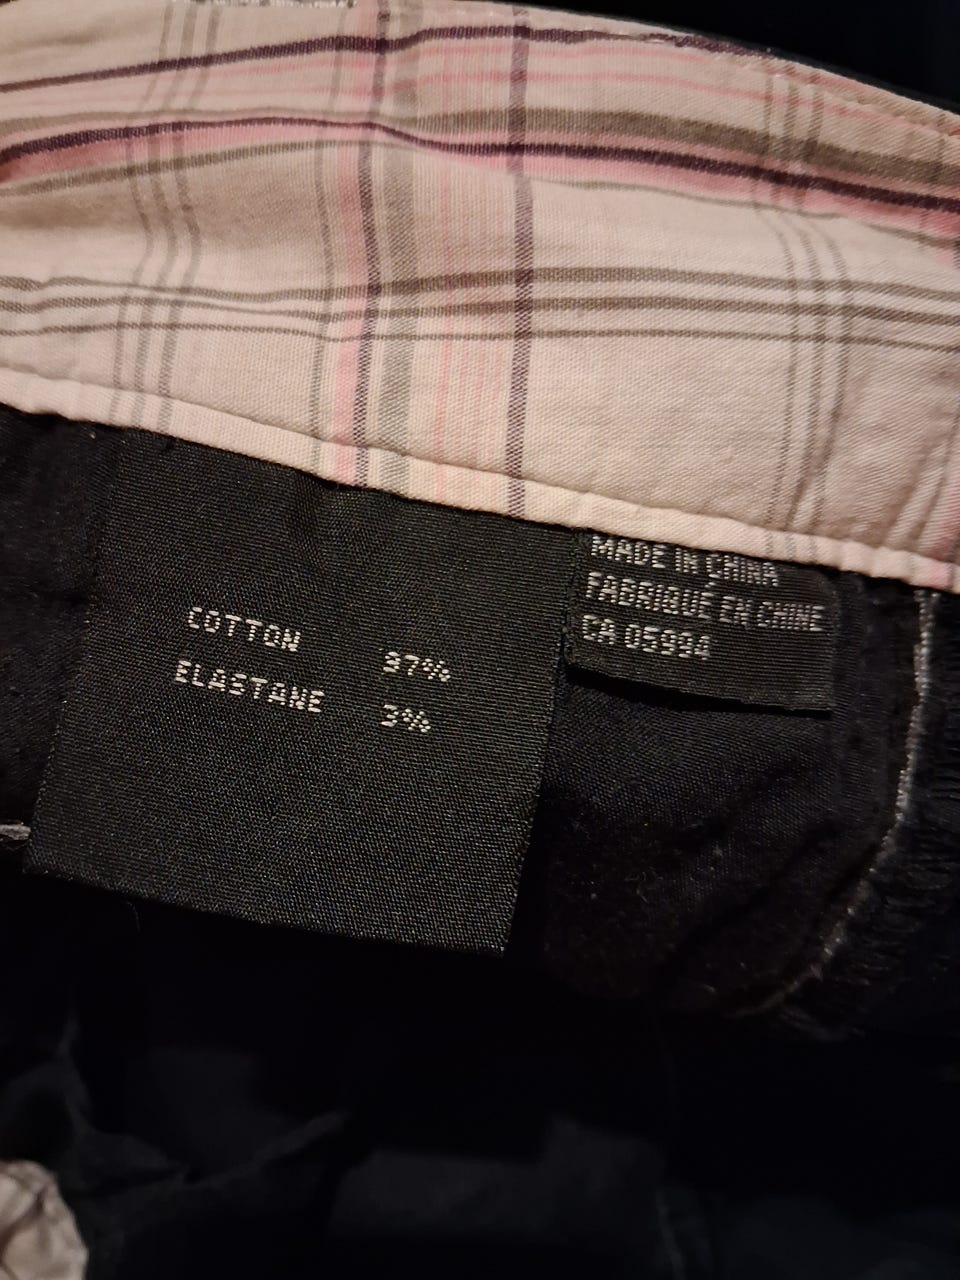 COTTON 97%
ELASTANE 3%
MADE IN CHINA
FABRIQUÉ EN CHINE
CA 05994